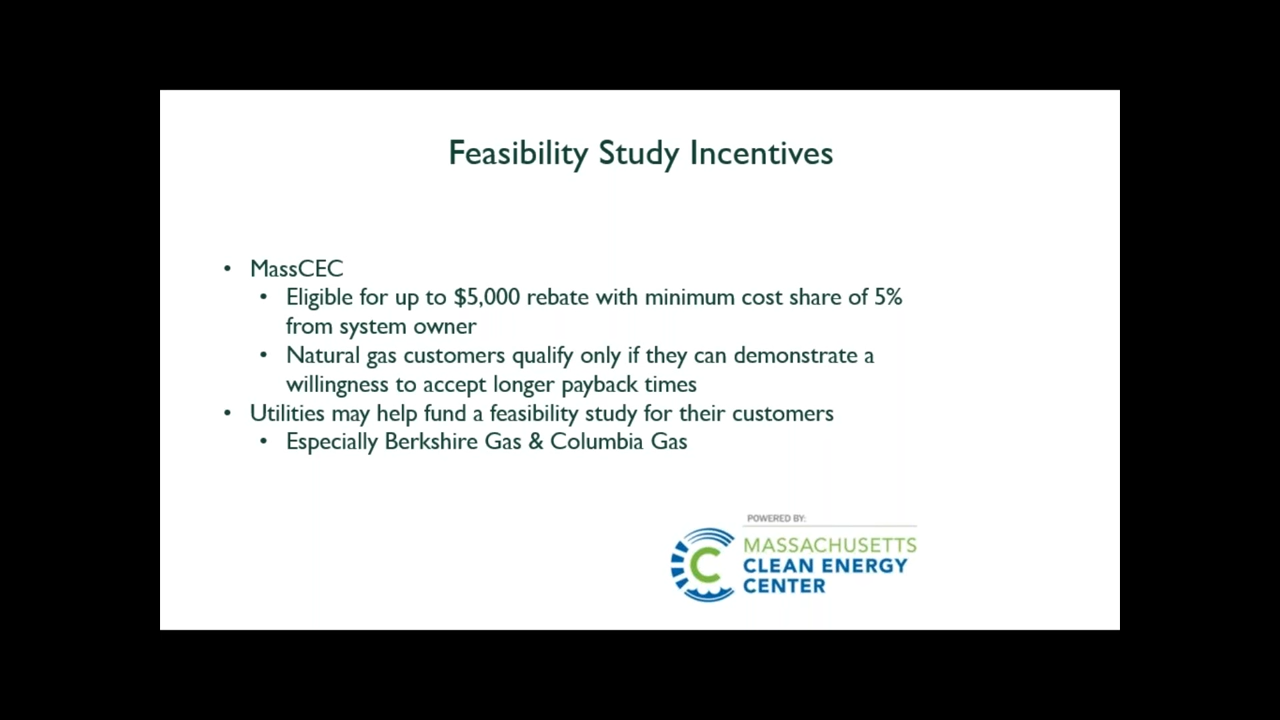 Feasibility Study Incentives
• MassCEC
• Eligible for up to $5,000 rebate with minimum cost share of 5%
from system owner
• Natural gas customers qualify only if they can demonstrate a
willingness to accept longer payback times
• Utilities may help fund a feasibility study for their customers
• Especially Berkshire Gas & Columbia Gas
POWERED BY:
MASSACHUSETTS
CLEAN ENERGY
CENTER